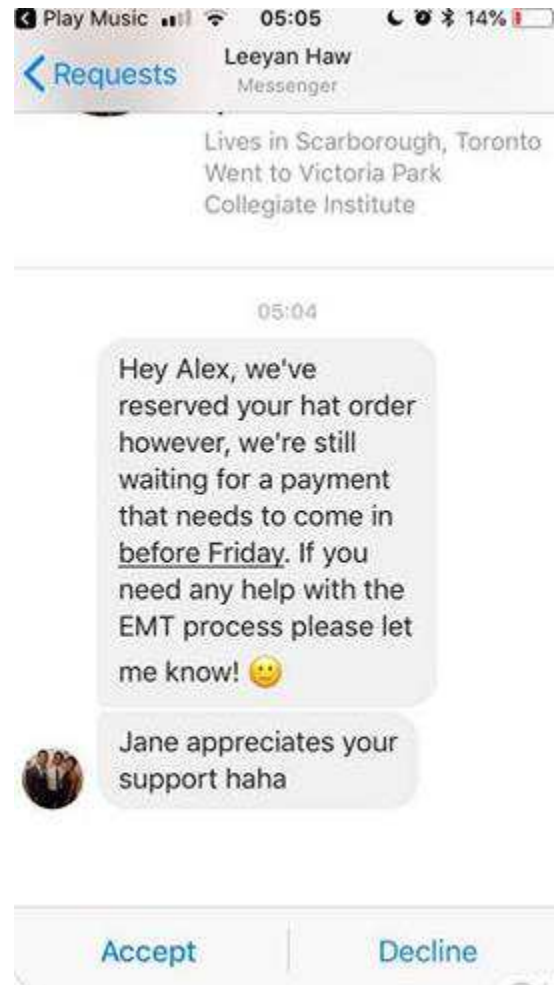 Play Music 05:05 14%
Requests
Leeyan Haw
Messenger
Lives in Scarborough, Toronto
Went to Victoria Park
Collegiate Institute
05:04
Hey Alex, we've
reserved your hat order
however, we're still
waiting for a payment
that needs to come in
before Friday. If you
need any help with the
EMT process please let
me know! 🙂
Jane appreciates your
support haha
Accept Decline